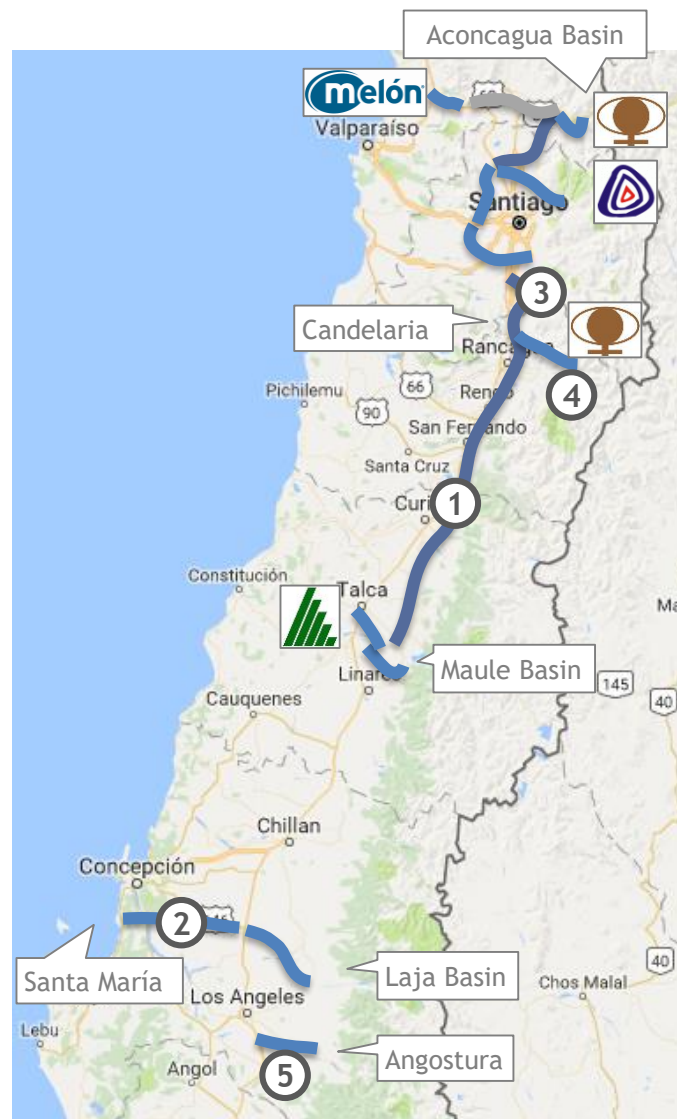 Aconcagua Basin
melón
Valparaíso
Santiago
3
Candelaria
Rancagua
4
66
Rengo
Pichilemu
90
San Fernando
Santa Cruz
1
Constitución
Talca
Maule Basin
145
40
Cauquenes
Chillan
Concepción
2
Santa María
Laja Basin
40
Chos Malal
Los Angeles
Lebu
Angostura
Angol
5